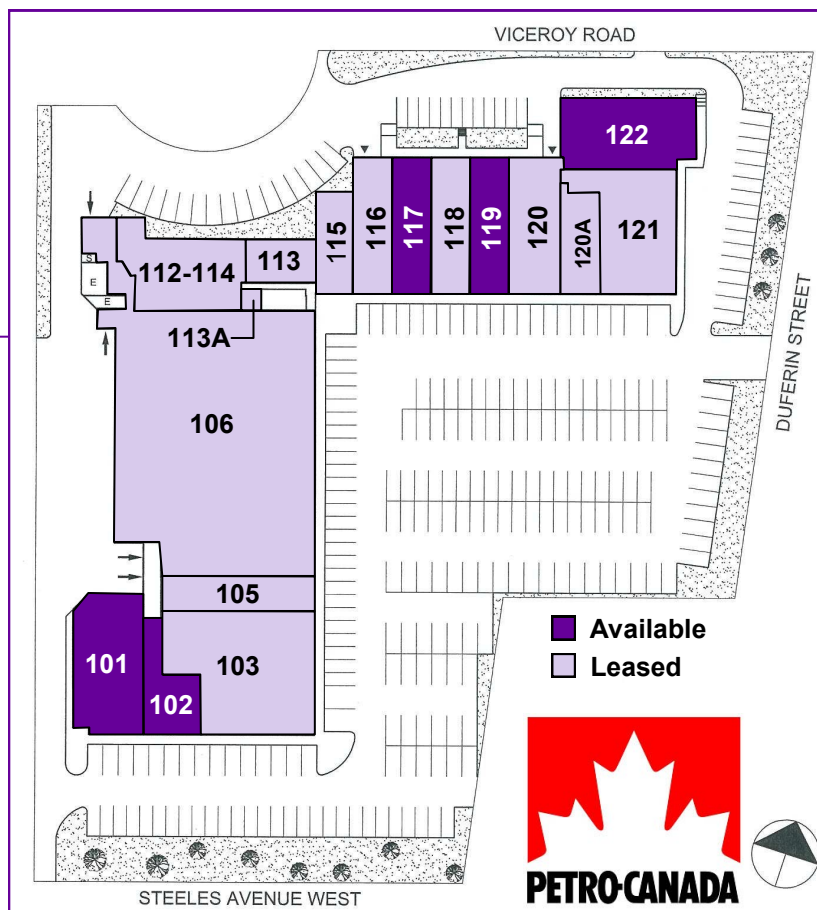 VICEROY ROAD
122
116
117
118
119
120
115
120A
121
112-114
113
S
E
E
113A
DUFERIN STREET
106
105
Available
Leased
101
103
102
PETRO-CANADA
STEELES AVENUE WEST